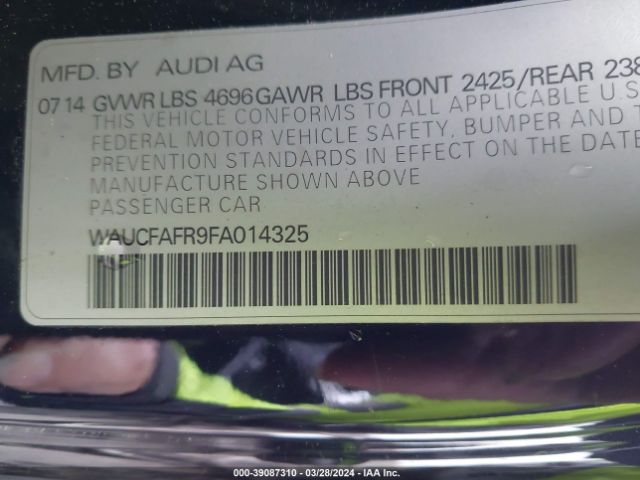 MFD. BY AUDI AG
0714 GVWR LBS 4696 GAWR LBS FRONT 2425/REAR 238
THIS VEHICLE CONFORMS TO ALL APPLICABLE U S
FEDERAL MOTOR VEHICLE SAFETY, BUMPER AND
PREVENTION STANDARDS IN EFFECT ON THE DATE
MANUFACTURE SHOWN ABOVE
PASSENGER CAR
WAUCFAFR9FA014325
000-39087310 - 03/28/2024 - IAA Inc.